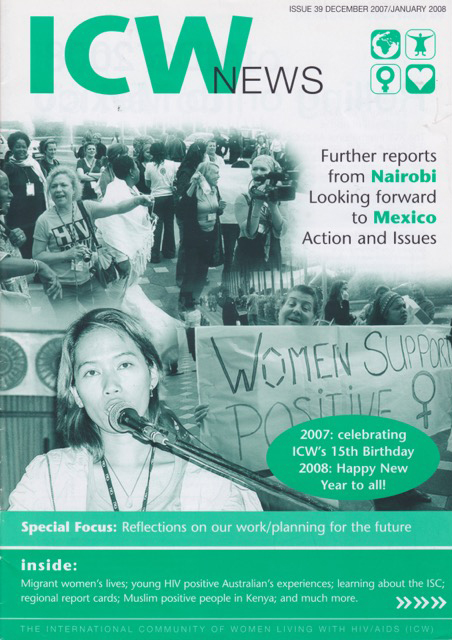 ISSUE 39 DECEMBER 2007/JANUARY 2008
ICW
NEWS
Further reports
from Nairobi
Looking forward
to Mexico
Action and Issues
HIV
WOMEN SUPPORT
POSITIVE
2007: celebrating
ICW's 15th Birthday
2008: Happy New
Year to all!
Special Focus: Reflections on our work/planning for the future
inside:
Migrant women's lives; young HIV positive Australian's experiences; learning about the ISC;
regional report cards; Muslim positive people in Kenya; and much more.
THE INTERNATIONAL COMMUNITY OF WOMEN LIVING WITH HIV/AIDS (ICW)